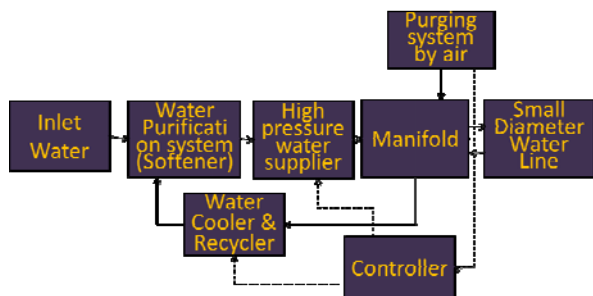 Purging
system
by air
Inlet
Water
Water
Purificati
on system
(Softener)
High
pressure
water
supplier
Manifold
Small
Diameter
Water
Line
Water
Cooler &
Recycler
Controller